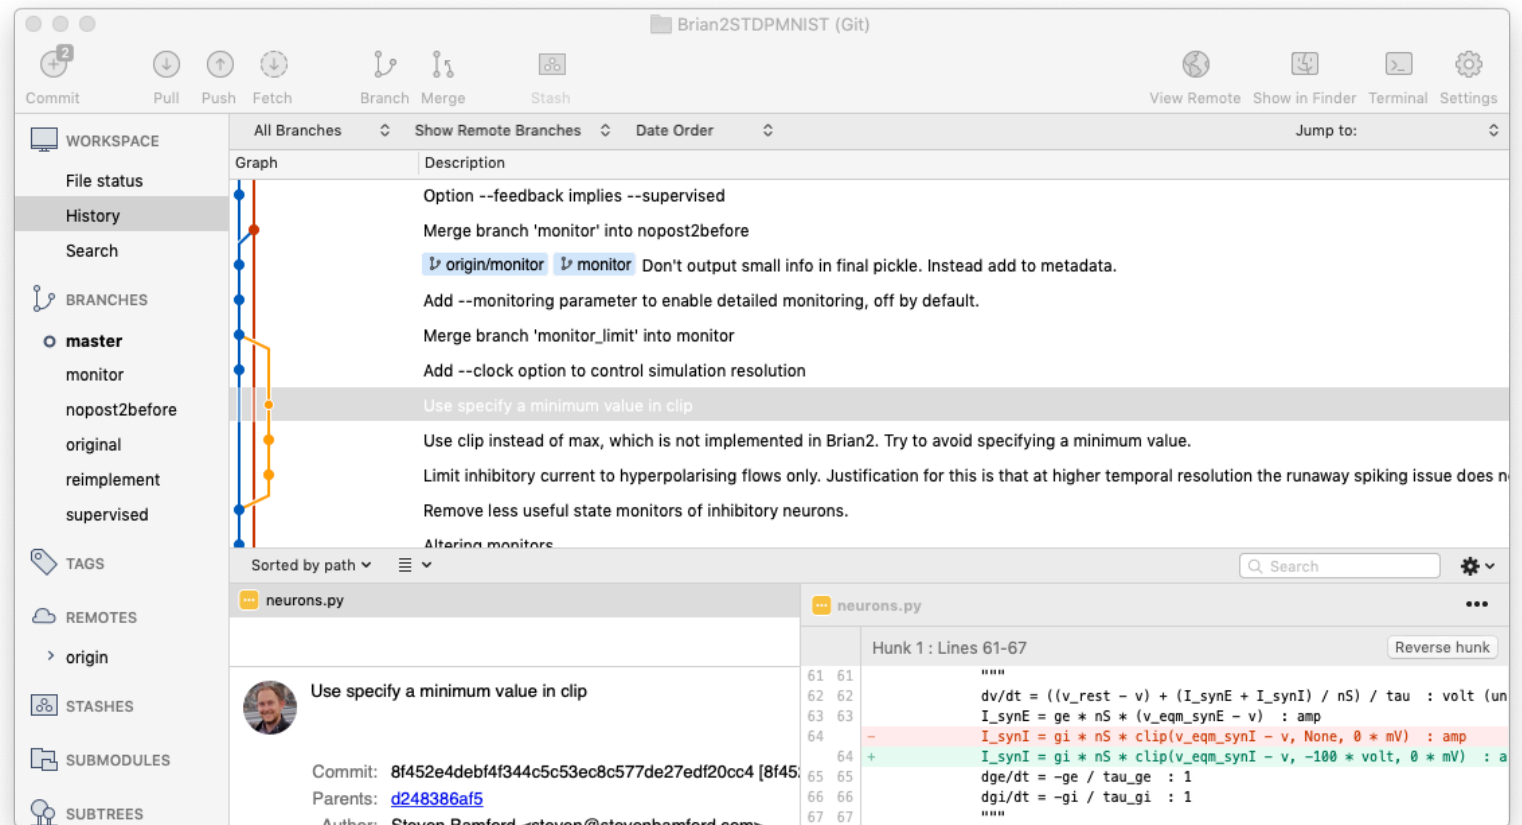 Brian2STDPMNIST (Git)
2
Commit Pull Push Fetch Branch Merge Stash View Remote Show in Finder Terminal Settings
All Branches Show Remote Branches Date Order Jump to:
Graph Description
WORKSPACE
File status
History
Search
BRANCHES
master
monitor
nopost2before
original
reimplement
supervised
TAGS
REMOTES
origin
STASHES
SUBMODULES
SUBTREES
Option --feedback implies --supervised
Merge branch 'monitor' into nopost2before
origin/monitor monitor Don't output small info in final pickle. Instead add to metadata.
Add --monitoring parameter to enable detailed monitoring, off by default.
Merge branch 'monitor_limit' into monitor
Add --clock option to control simulation resolution
Use specify a minimum value in clip
Use clip instead of max, which is not implemented in Brian2. Try to avoid specifying a minimum value.
Limit inhibitory current to hyperpolarising flows only. Justification for this is that at higher temporal resolution the runaway spiking issue does n
Remove less useful state monitors of inhibitory neurons.
Altering monitors
Sorted by path Search
neurons.py
Use specify a minimum value in clip
Commit: 8f452e4debf4f344c5c53ec8c577de27edf20cc4 [8f45
Parents: d248386af5
Author: Steven Bamford <steven@stevenbamford.com>
neurons.py
Hunk 1 : Lines 61-67 Reverse hunk
61 61 """
62 62 dv/dt = ((v_rest - v) + (I_synE + I_synI) / nS) / tau : volt (un
63 63 I_synE = ge * nS * (v_eqm_synE - v) : amp
64 - I_synI = gi * nS * clip(v_eqm_synI - v, None, 0 * mV) : amp
64 + I_synI = gi * nS * clip(v_eqm_synI - v, -100 * volt, 0 * mV) : a
65 65 dge/dt = -ge / tau_ge : 1
66 66 dgi/dt = -gi / tau_gi : 1
67 67 """